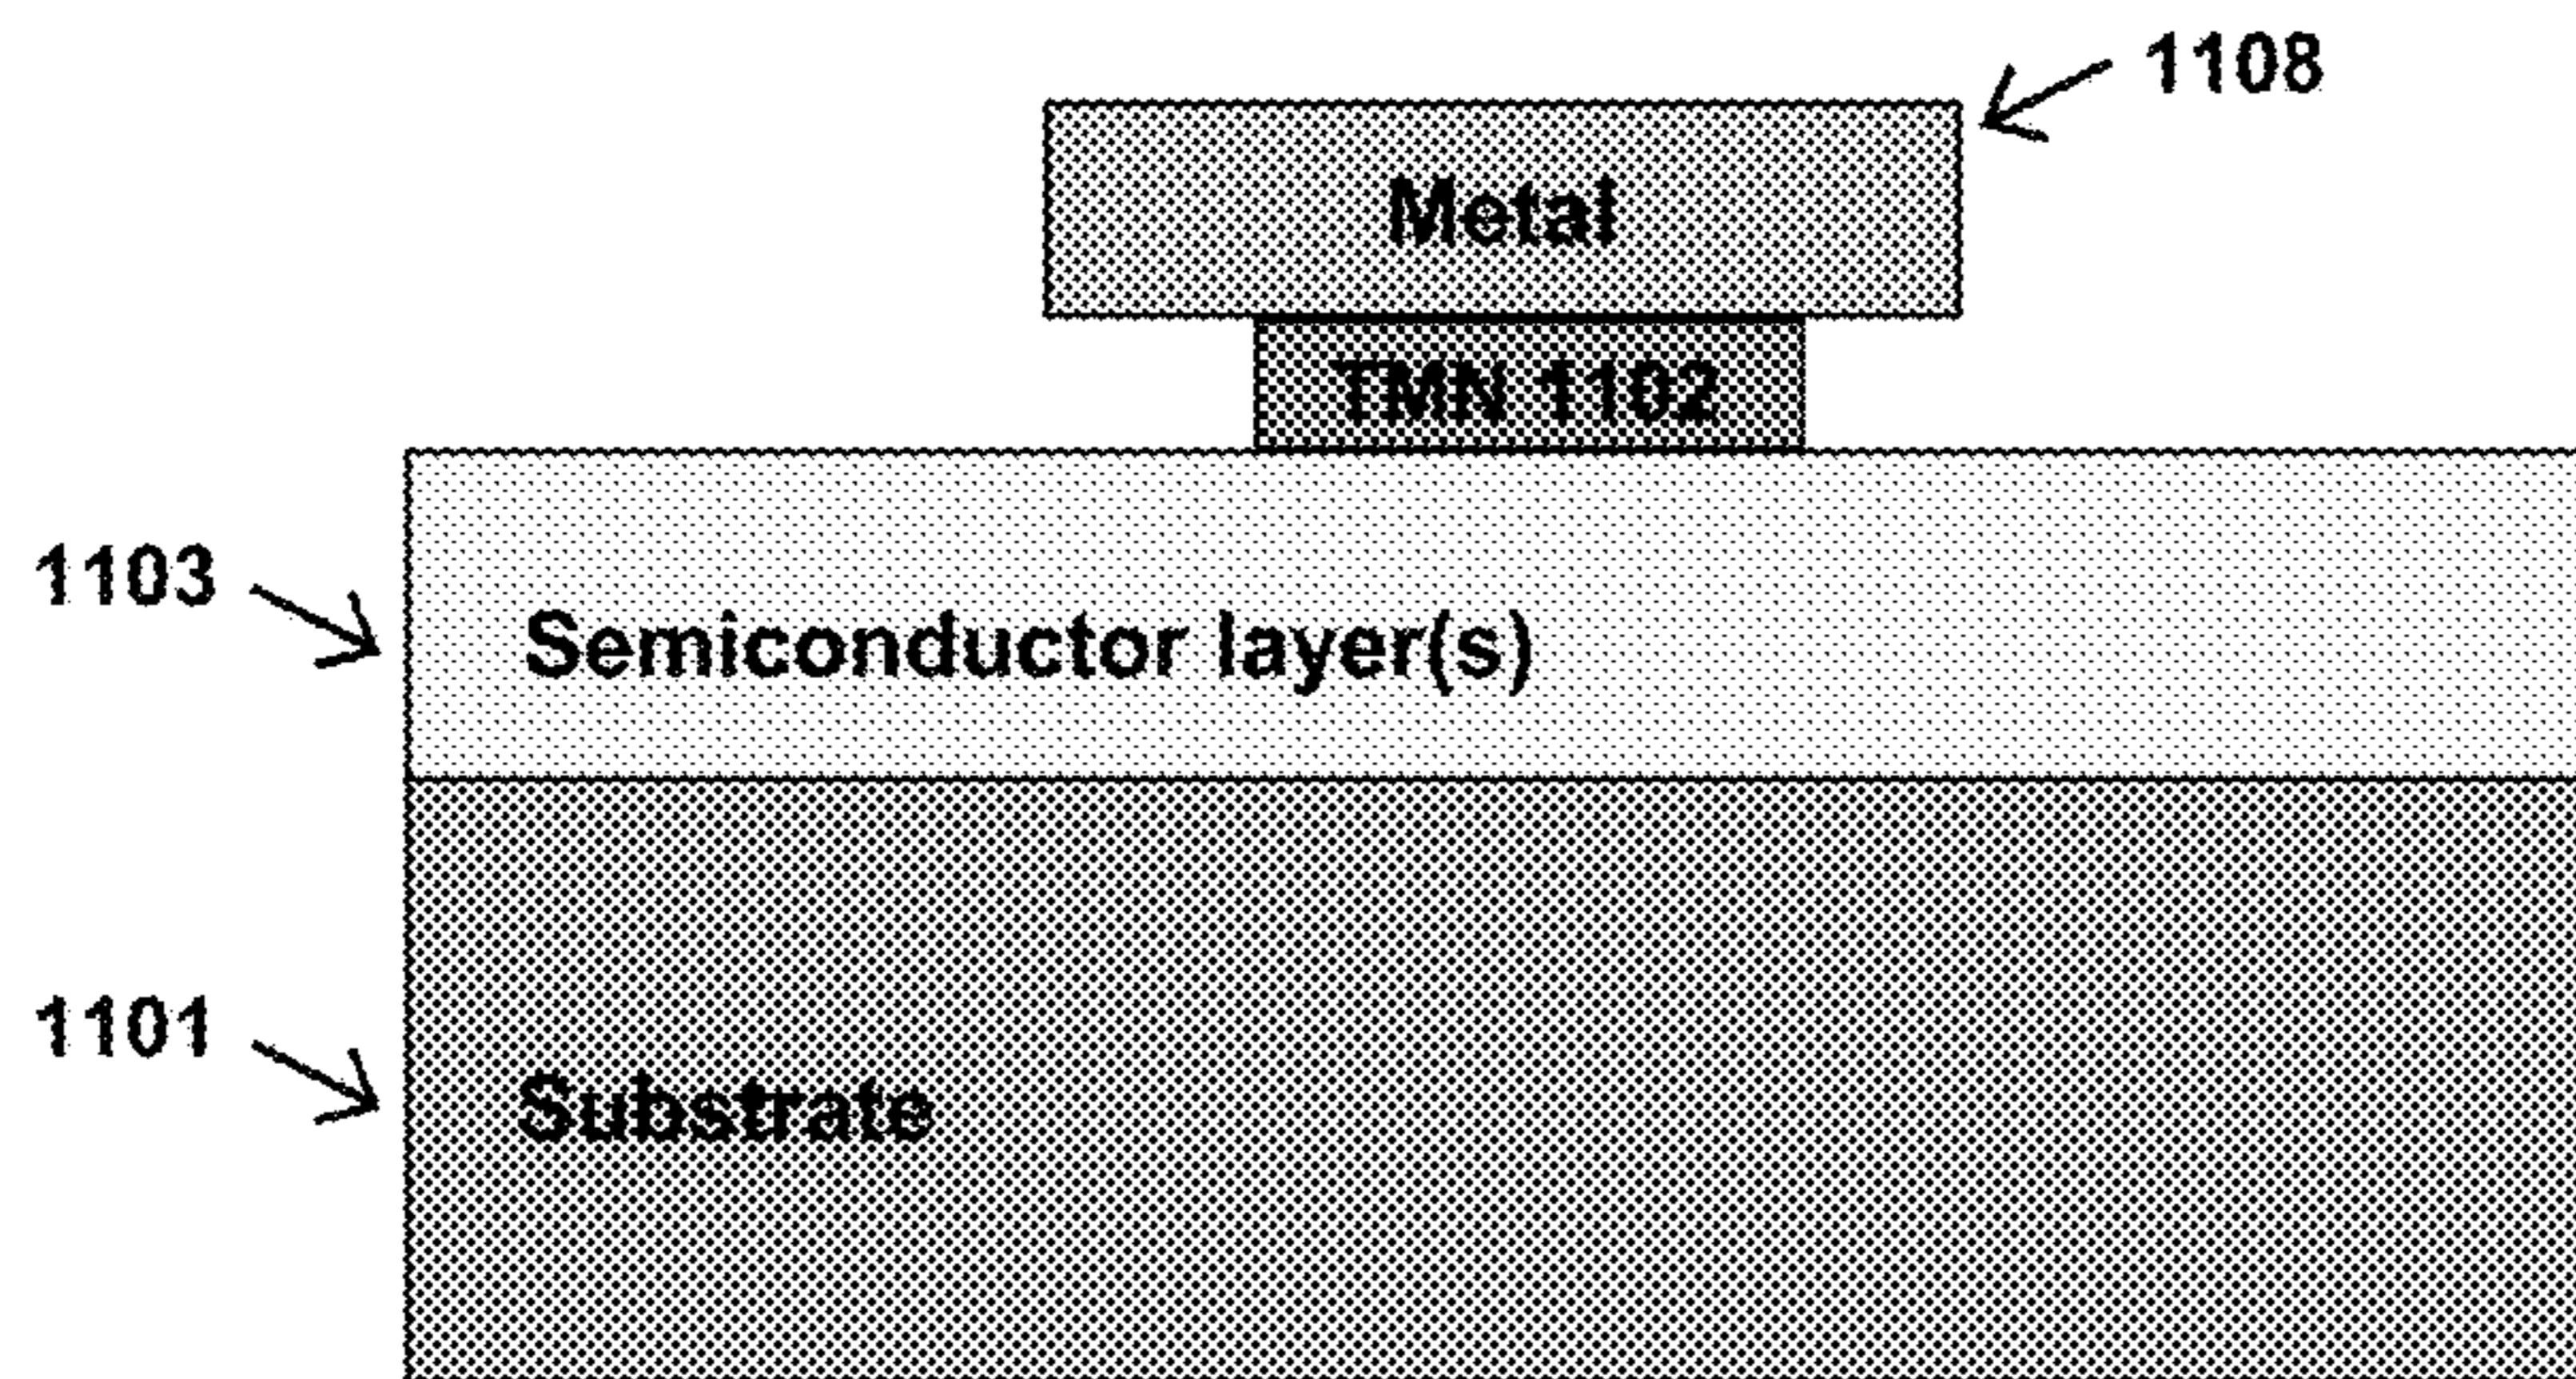 1108
Metal
TMN 1102
1103
Semiconductor layer(s)
1101
Substrate